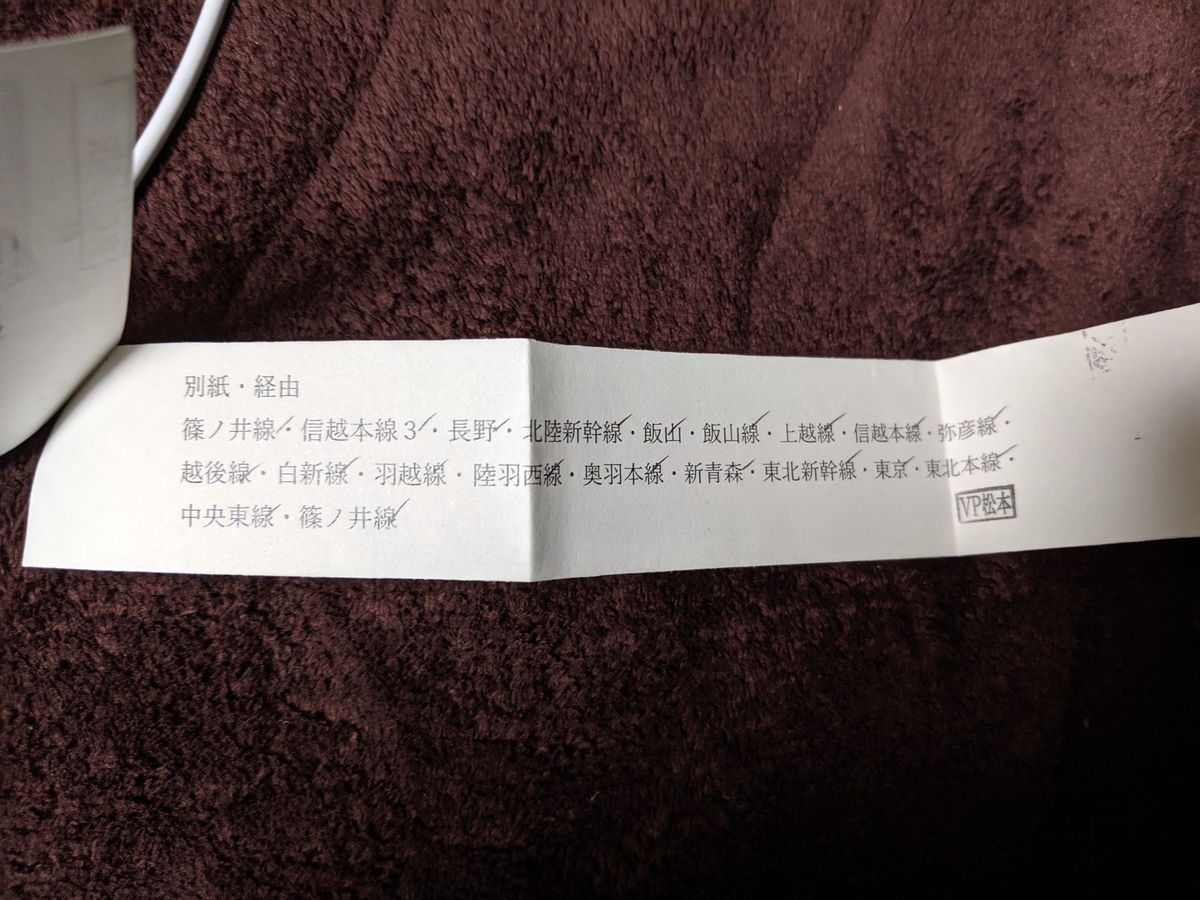 別紙・経由
篠ノ井線・信越本線3・長野・北陸新幹線・飯山・飯山線・上越線・信越本線・弥彦線・
越後線・白新線・羽越線・陸羽西線・奥羽本線・新青森・東北新幹線・東京・東北本線・
中央東線・篠ノ井線
VP松本